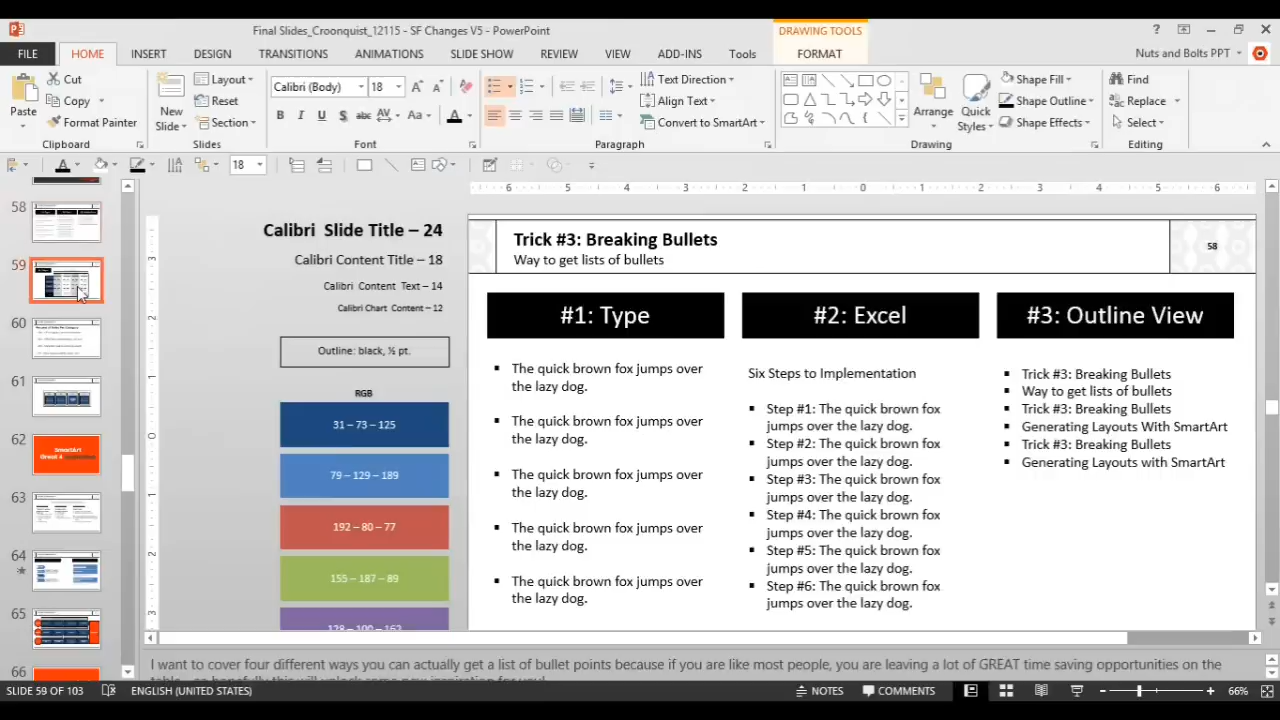 Final Slides_Croonquist_12115 - SF Changes V5 - PowerPoint
DRAWING TOOLS
FILE HOME INSERT DESIGN TRANSITIONS ANIMATIONS SLIDE SHOW REVIEW VIEW ADD-INS Tools FORMAT
Nuts and Bolts PPT
Paste
Cut
Copy
Format Painter
Clipboard
New Slide
Layout
Reset
Section
Slides
Calibri (Body) 18
Font
Text Direction
Align Text
Convert to SmartArt
Paragraph
Arrange
Quick Styles
Shape Fill
Shape Outline
Shape Effects
Drawing
Find
Replace
Select
Editing
18
58
59
60
61
62
SmartArt
63
64
65
66
Calibri Slide Title – 24
Calibri Content Title – 18
Calibri Content Text – 14
Calibri Chart Content – 12
Outline: black, ½ pt.
RGB
31 – 73 – 125
79 – 129 – 189
192 – 80 – 77
155 – 187 – 89
128 – 100 – 162
Trick #3: Breaking Bullets
Way to get lists of bullets
58
#1: Type
The quick brown fox jumps over
the lazy dog.
The quick brown fox jumps over
the lazy dog.
The quick brown fox jumps over
the lazy dog.
The quick brown fox jumps over
the lazy dog.
The quick brown fox jumps over
the lazy dog.
#2: Excel
Six Steps to Implementation
Step #1: The quick brown fox
jumps over the lazy dog.
Step #2: The quick brown fox
jumps over the lazy dog.
Step #3: The quick brown fox
jumps over the lazy dog.
Step #4: The quick brown fox
jumps over the lazy dog.
Step #5: The quick brown fox
jumps over the lazy dog.
Step #6: The quick brown fox
jumps over the lazy dog.
#3: Outline View
Trick #3: Breaking Bullets
Way to get lists of bullets
Trick #3: Breaking Bullets
Generating Layouts With SmartArt
Trick #3: Breaking Bullets
Generating Layouts with SmartArt
I want to cover four different ways you can actually get a list of bullet points because if you are like most people, you are leaving a lot of GREAT time saving opportunities on the
SLIDE 59 OF 103 ENGLISH (UNITED STATES) NOTES COMMENTS 66%